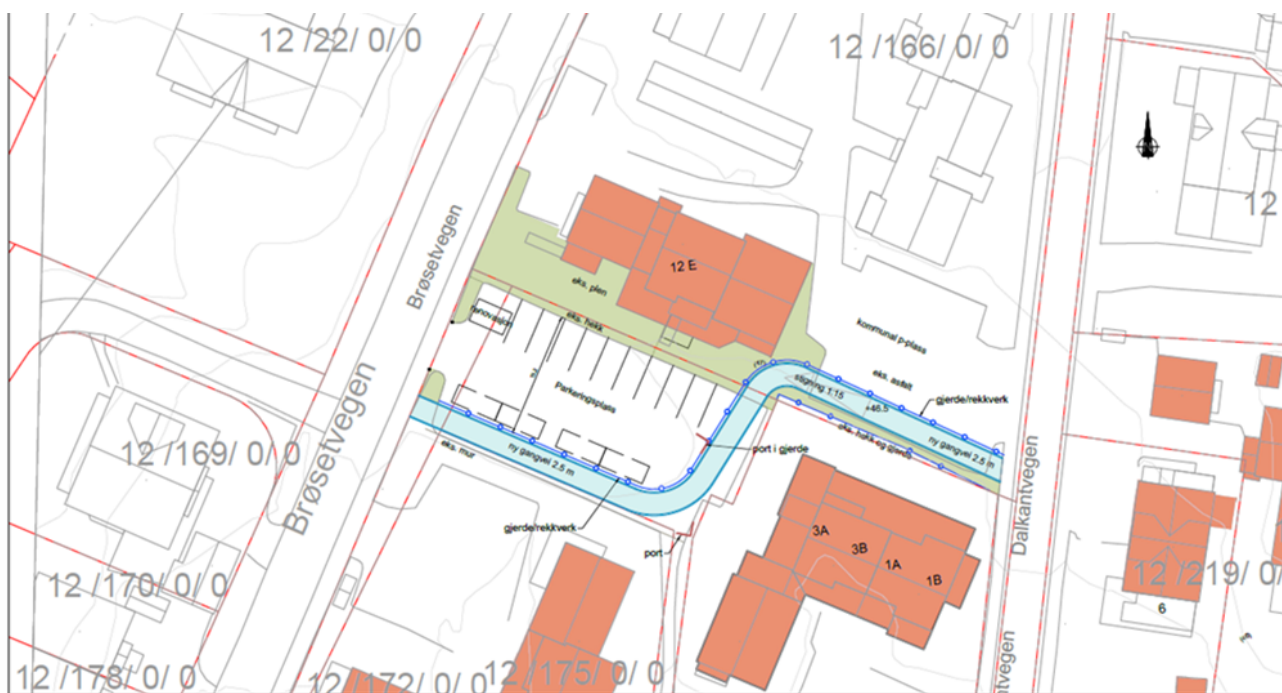 12 /22/ 0/ 0
12 /166/ 0/ 0
12
Brøsetvegen
12 E
eks. plen
renovasjon
eks. hekk
kommunal p-plass
eks. asfalt
stigning 1:15
+46.5
gjerde/rekkverk
Parkeringsplass
ny gangvei 2.5 m
eks. hekk og gjerde
port i gjerde
Brøsetvegen
12 /169/ 0/ 0
eks. mur
ny gangvei 2.5 m
gjerde/rekkverk
port
3A
3B
1A
1B
Dalkantvegen
12 /170/ 0/ 0
12 /219/ 0/
6
12 /178/ 0/ 0
12 /172/ 0/ 0
12 /175/ 0/ 0
ntvegen